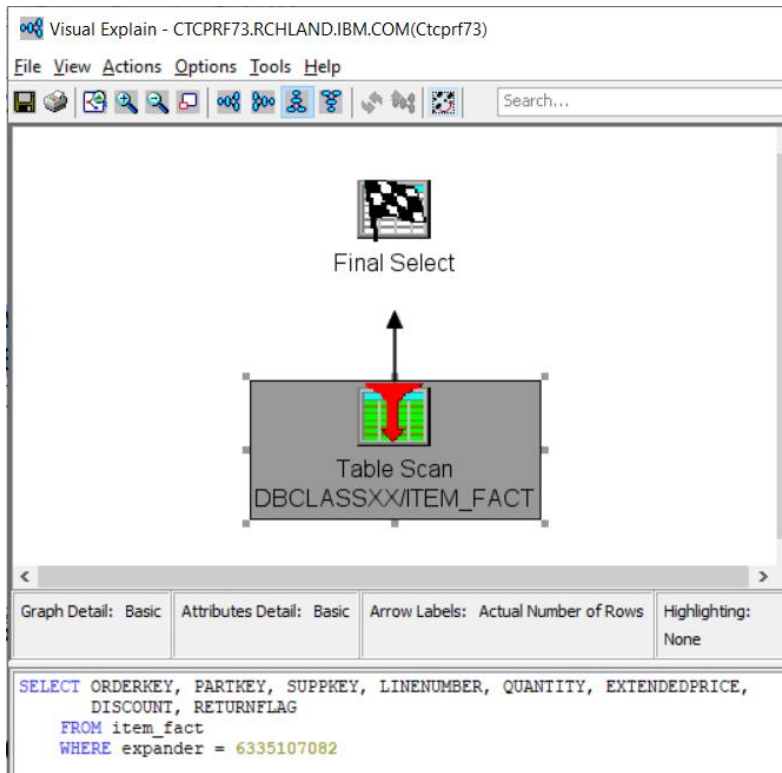 Visual Explain - CTCPRF73.RCHLAND.IBM.COM(Ctcprf73)
File View Actions Options Tools Help
Search...
Final Select
Table Scan
DBCLASSXX/ITEM_FACT
Graph Detail: Basic Attributes Detail: Basic Arrow Labels: Actual Number of Rows Highlighting:
None
SELECT ORDERKEY, PARTKEY, SUPPKEY, LINENUMBER, QUANTITY, EXTENDEDPRICE,
DISCOUNT, RETURNFLAG
FROM item_fact
WHERE expander = 6335107082